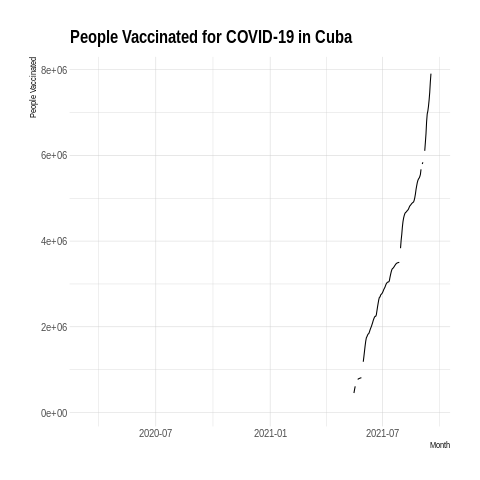 People Vaccinated for COVID-19 in Cuba
People Vaccinated
8e+06
6e+06
4e+06
2e+06
0e+00
2020-07
2021-01
2021-07
Month